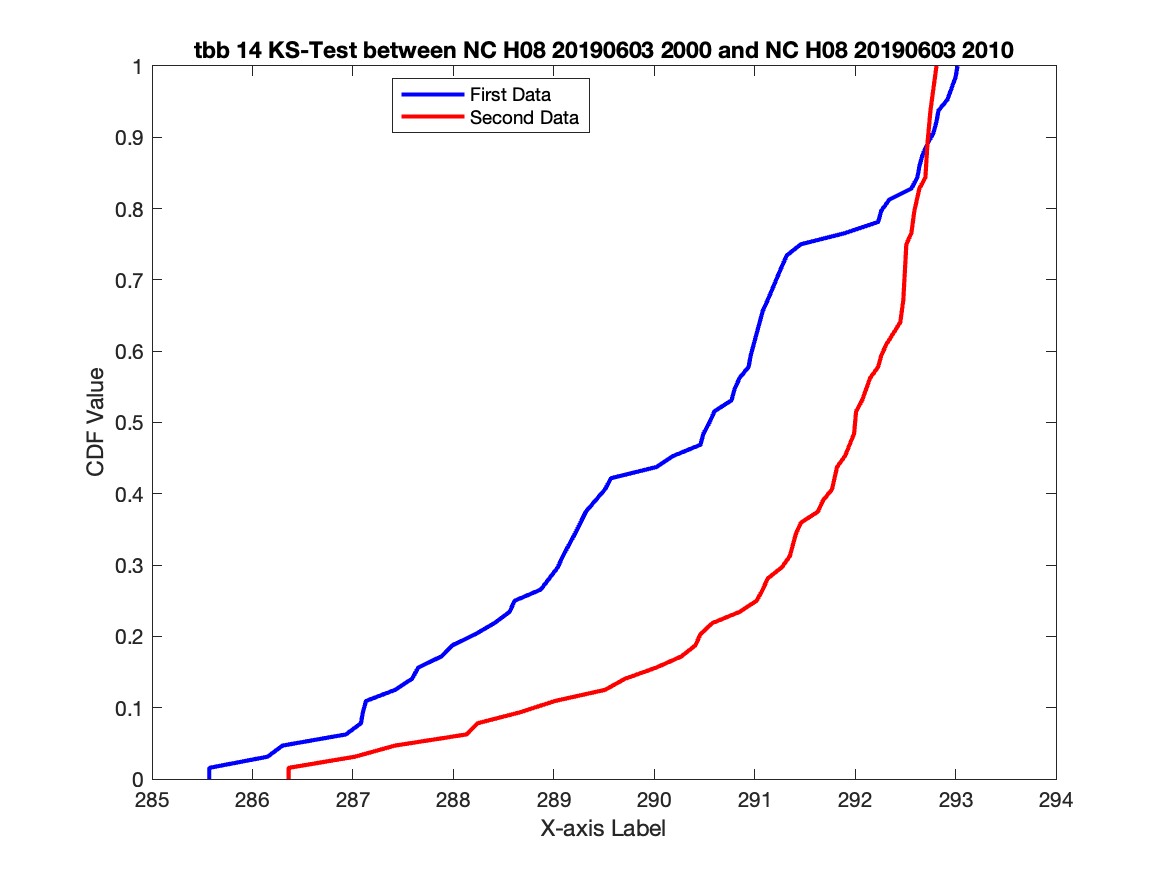 tbb 14 KS-Test between NC H08 20190603 2000 and NC H08 20190603 2010
First Data
Second Data
CDF Value
1
0.9
0.8
0.7
0.6
0.5
0.4
0.3
0.2
0.1
0
285 286 287 288 289 290 291 292 293 294
X-axis Label